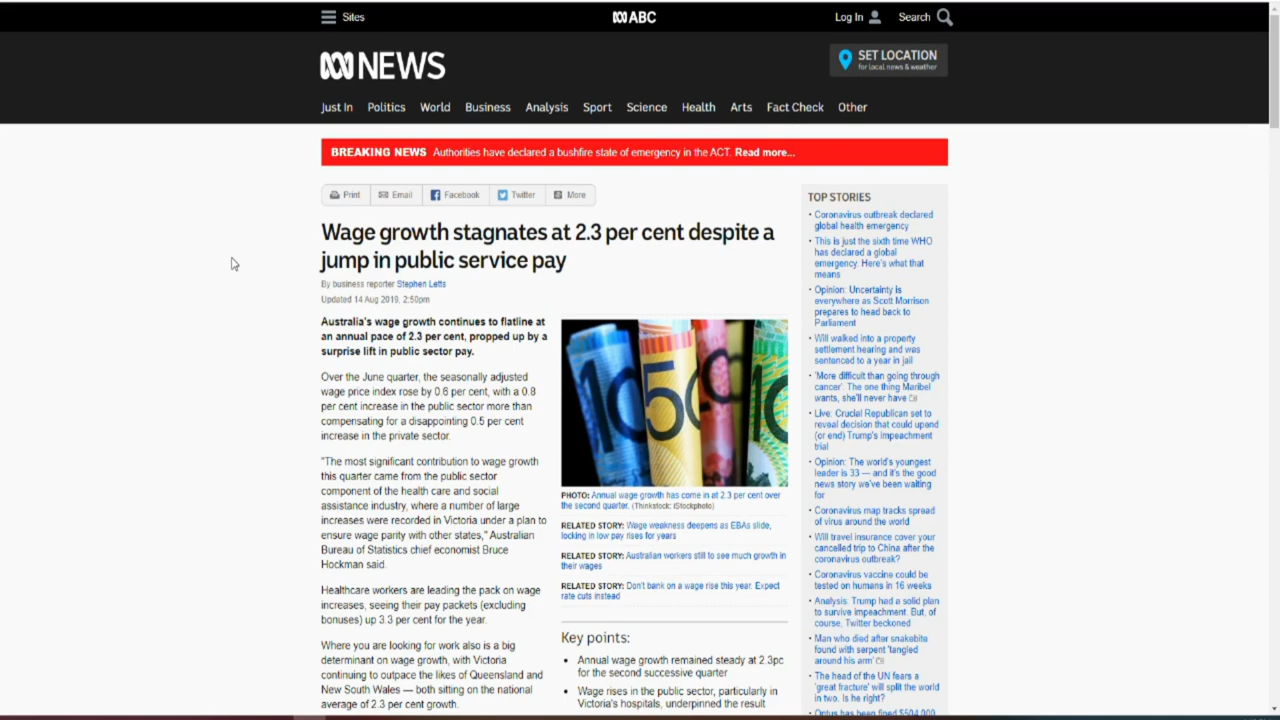 Sites
ABC
Log In
Search
NEWS
SET LOCATION
for local news & weather
Just In Politics World Business Analysis Sport Science Health Arts Fact Check Other
BREAKING NEWS Authorities have declared a bushfire state of emergency in the ACT. Read more...
Print Email Facebook Twitter More
Wage growth stagnates at 2.3 per cent despite a
jump in public service pay
By business reporter Stephen Letts
Updated 14 Aug 2019, 2:50pm
Australia's wage growth continues to flatline at
an annual pace of 2.3 per cent, propped up by a
surprise lift in public sector pay.
Over the June quarter, the seasonally adjusted
wage price index rose by 0.6 per cent, with a 0.8
per cent increase in the public sector more than
compensating for a disappointing 0.5 per cent
increase in the private sector.
"The most significant contribution to wage growth
this quarter came from the public sector
component of the health care and social
assistance industry, where a number of large
increases were recorded in Victoria under a plan to
ensure wage parity with other states," Australian
Bureau of Statistics chief economist Bruce
Hockman said.
Healthcare workers are leading the pack on wage
increases, seeing their pay packets (excluding
bonuses) up 3.3 per cent for the year.
Where you are looking for work also is a big
determinant on wage growth, with Victoria
continuing to outpace the likes of Queensland and
New South Wales — both sitting on the national
average of 2.3 per cent growth.
10
50
PHOTO: Annual wage growth has come in at 2.3 per cent over
the second quarter. (Thinkstock: iStockphoto)
RELATED STORY: Wage weakness deepens as EBAs slide,
locking in low pay rises for years
RELATED STORY: Australian workers still to see much growth in
their wages
RELATED STORY: Don't bank on a wage rise this year. Expect
rate cuts instead
Key points:
• Annual wage growth remained steady at 2.3pc
for the second successive quarter
• Wage rises in the public sector, particularly in
Victoria's hospitals, underpinned the result
TOP STORIES
• Coronavirus outbreak declared
global health emergency
• This is just the sixth time WHO
has declared a global
emergency. Here's what that
means
• Opinion: Uncertainty is
everywhere as Scott Morrison
prepares to head back to
Parliament
• Will walked into a property
settlement hearing and was
sentenced to a year in jail
• 'More difficult than going through
cancer': The one thing Maribel
wants, she'll never have
• Live: Crucial Republican set to
reveal decision that could upend
(or end) Trump's impeachment
trial
• Opinion: The world's youngest
leader is 33 — and it's the good
news story we've been waiting
for
• Coronavirus map tracks spread
of virus around the world
• Will travel insurance cover your
cancelled trip to China after the
coronavirus outbreak?
• Coronavirus vaccine could be
tested on humans in 16 weeks
• Analysis: Trump had a solid plan
to survive impeachment. But, of
course, Twitter beckoned
• Man who died after snakebite
found with serpent 'tangled
around his arm'
• The head of the UN fears a
'great fracture' will split the world
in two. Is he right?
• Optus has been fined $504,000